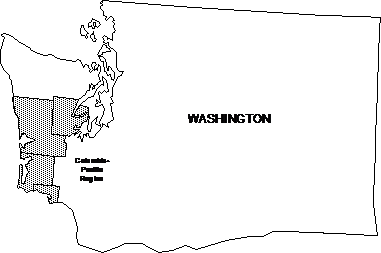 WASHINGTON
Columbia-
Pacific
Region